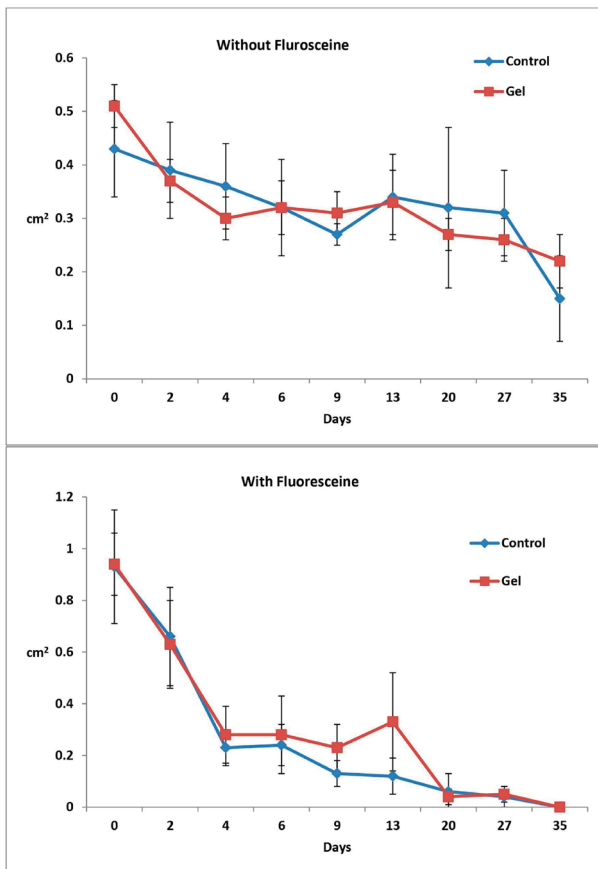 Without Flurosceine
0.6
0.5
0.4
0.3
0.2
0.1
0
cm²
Control
Gel
0 2 4 6 9 13 20 27 35
Days
With Fluoresceine
1.2
1
0.8
0.6
0.4
0.2
0
cm²
Control
Gel
0 2 4 6 9 13 20 27 35
Days